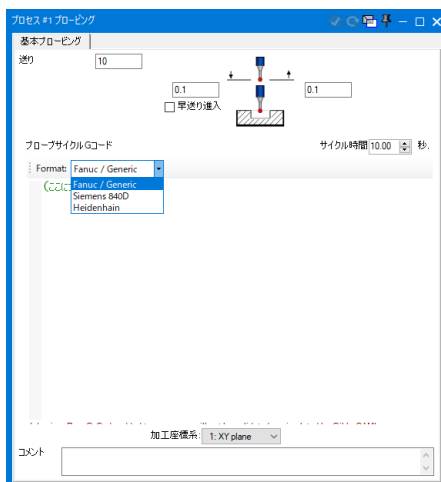 プロセス #1 プロービング
基本プロービング
送り 10
0.1 0.1
早送り進入
プローブサイクルGコード サイクル時間 10.00 秒.
Format: Fanuc / Generic
(ここに
Fanuc / Generic
Siemens 840D
Heidenhain
加工座標系: 1: XY plane
コメント